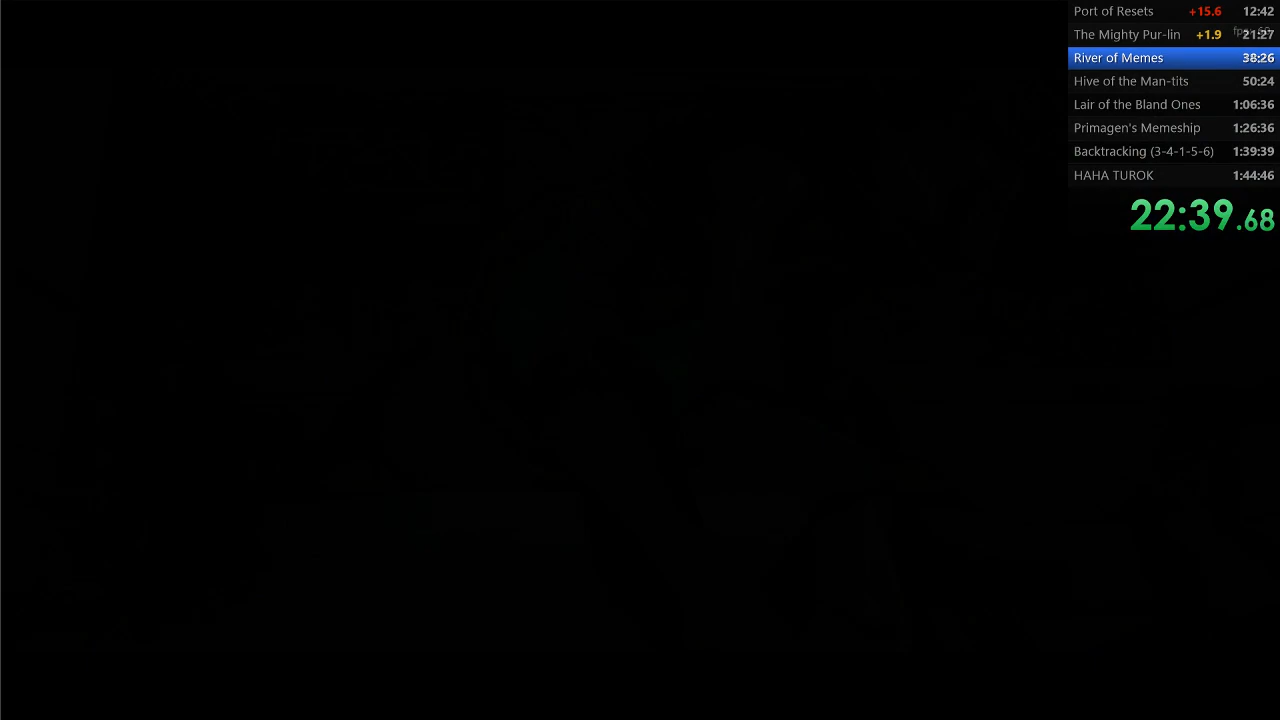 Port of Resets +15.6 12:42
The Mighty Pur-lin +1.9 21:27
River of Memes 38:26
Hive of the Man-tits 50:24
Lair of the Bland Ones 1:06:36
Primagen's Memeship 1:26:36
Backtracking (3-4-1-5-6) 1:39:39
HAHA TUROK 1:44:46
22:39.68